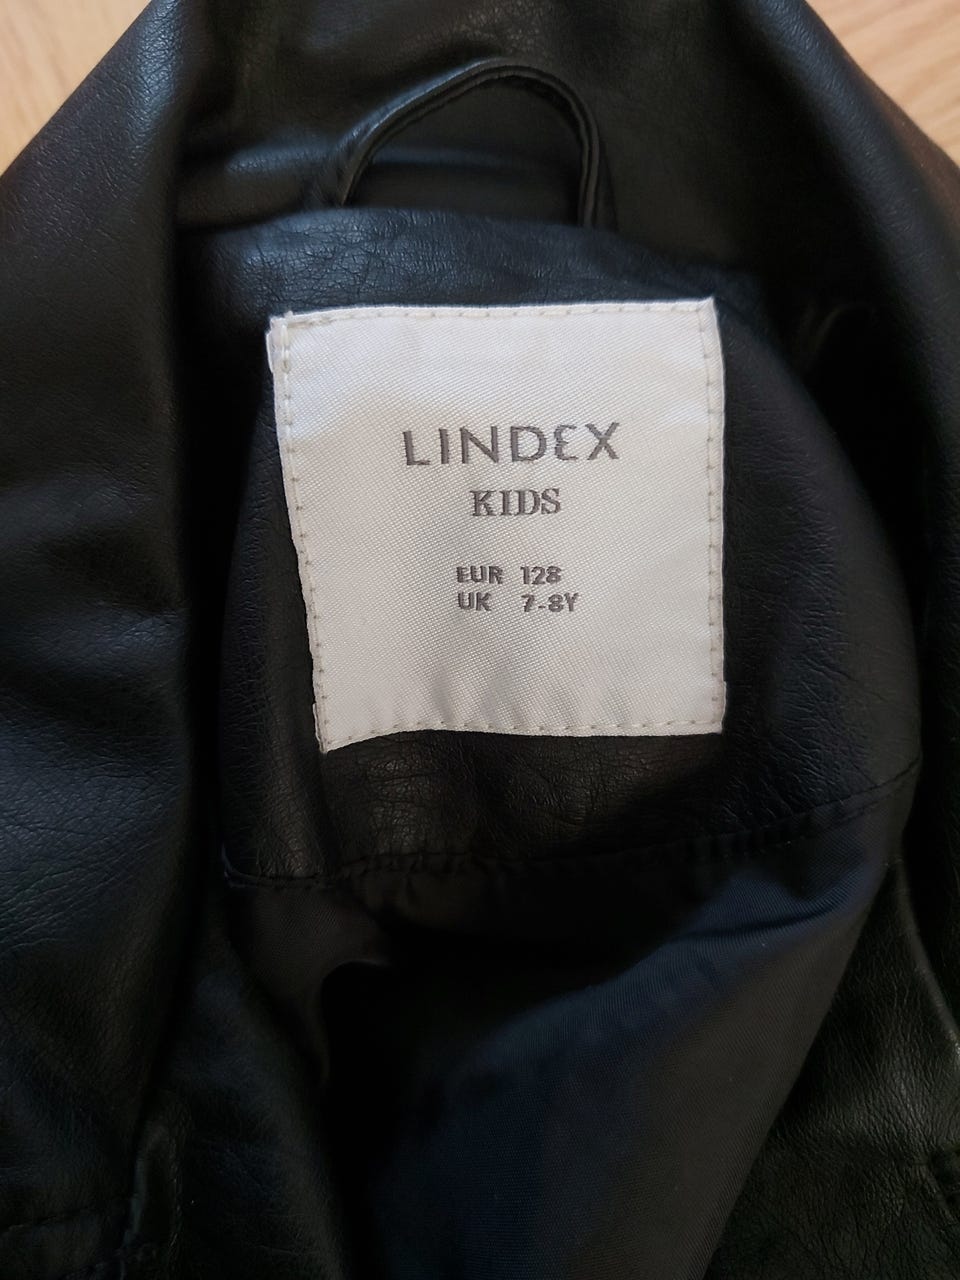 LINDEX
KIDS
EUR 128
UK 7-8Y